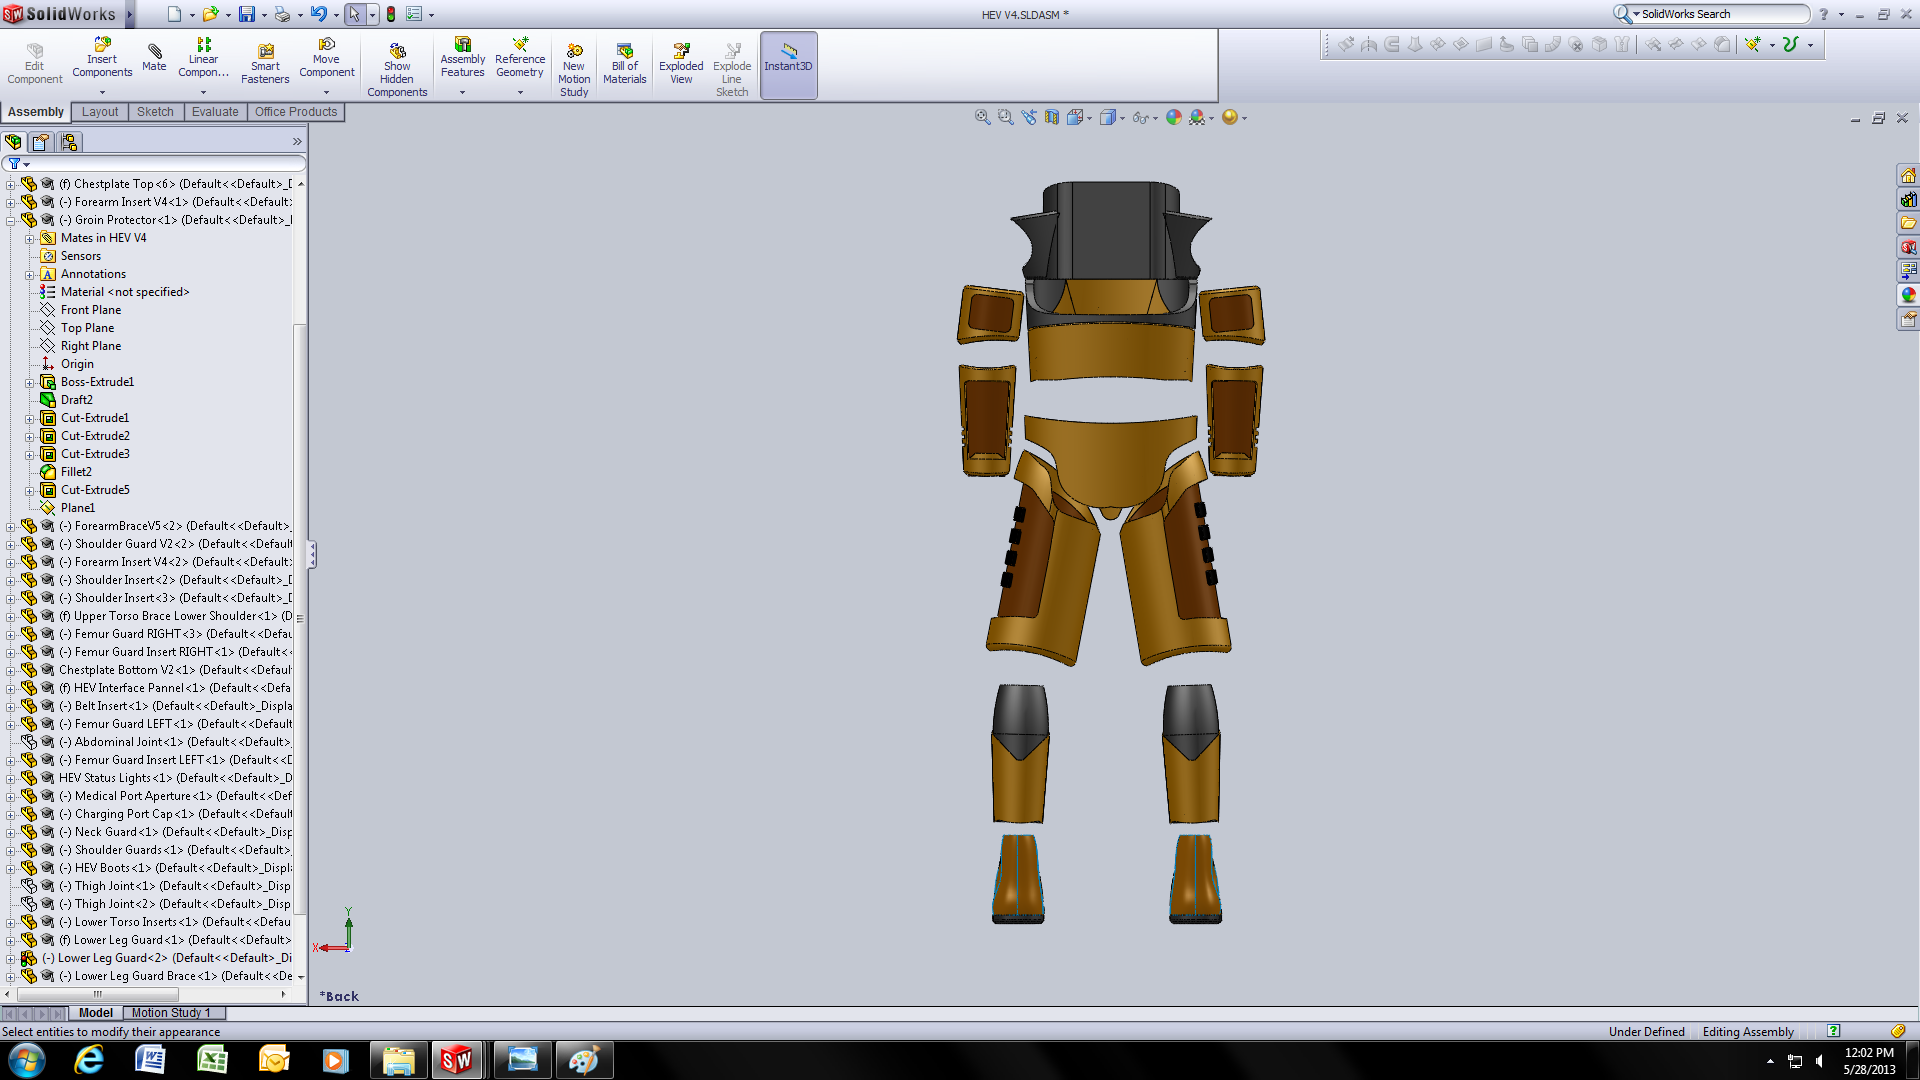 SolidWorks
HEV V4.SLDASM *
SolidWorks Search
Edit Component
Insert Components
Mate
Linear Compon...
Smart Fasteners
Move Component
Show Hidden Components
Assembly Features
Reference Geometry
New Motion Study
Bill of Materials
Exploded View
Explode Line Sketch
Instant3D
Assembly
Layout
Sketch
Evaluate
Office Products
(f) Chestplate Top<6> (Default<<Default>_D
(-) Forearm Insert V4<1> (Default<<Default>
(-) Groin Protector<1> (Default<<Default>_
Mates in HEV V4
Sensors
Annotations
Material <not specified>
Front Plane
Top Plane
Right Plane
Origin
Boss-Extrude1
Draft2
Cut-Extrude1
Cut-Extrude2
Cut-Extrude3
Fillet2
Cut-Extrude5
Plane1
(-) ForearmBraceV5<2> (Default<<Default>_
(-) Shoulder Guard V2<2> (Default<<Defaul
(-) Forearm Insert V4<2> (Default<<Default>
(-) Shoulder Insert<2> (Default<<Default>_D
(-) Shoulder Insert<3> (Default<<Default>_D
(f) Upper Torso Brace Lower Shoulder<1> (D
(-) Femur Guard RIGHT<3> (Default<<Defau
(-) Femur Guard Insert RIGHT<1> (Default<
Chestplate Bottom V2<1> (Default<<Defaul
(f) HEV Interface Pannel<1> (Default<<Defa
(-) Belt Insert<1> (Default<<Default>_Displa
(-) Femur Guard LEFT<1> (Default<<Default
(-) Abdominal Joint<1> (Default<<Default>_
(-) Femur Guard Insert LEFT<1> (Default<<D
HEV Status Lights<1> (Default<<Default>_D
(-) Medical Port Aperture<1> (Default<<Def
(-) Charging Port Cap<1> (Default<<Default
(-) Neck Guard<1> (Default<<Default>_Disp
(-) Shoulder Guards<1> (Default<<Default>_
(-) HEV Boots<1> (Default<<Default>_Displ
(-) Thigh Joint<1> (Default<<Default>_Disp
(-) Thigh Joint<2> (Default<<Default>_Disp
(-) Lower Torso Inserts<1> (Default<<Defau
(f) Lower Leg Guard<1> (Default<<Default>
(-) Lower Leg Guard<2> (Default<<Default>_Di
(-) Lower Leg Guard Brace<1> (Default<<De
Y
X
*Back
Model
Motion Study 1
Select entities to modify their appearance
Under Defined
Editing Assembly
12:02 PM
5/28/2013